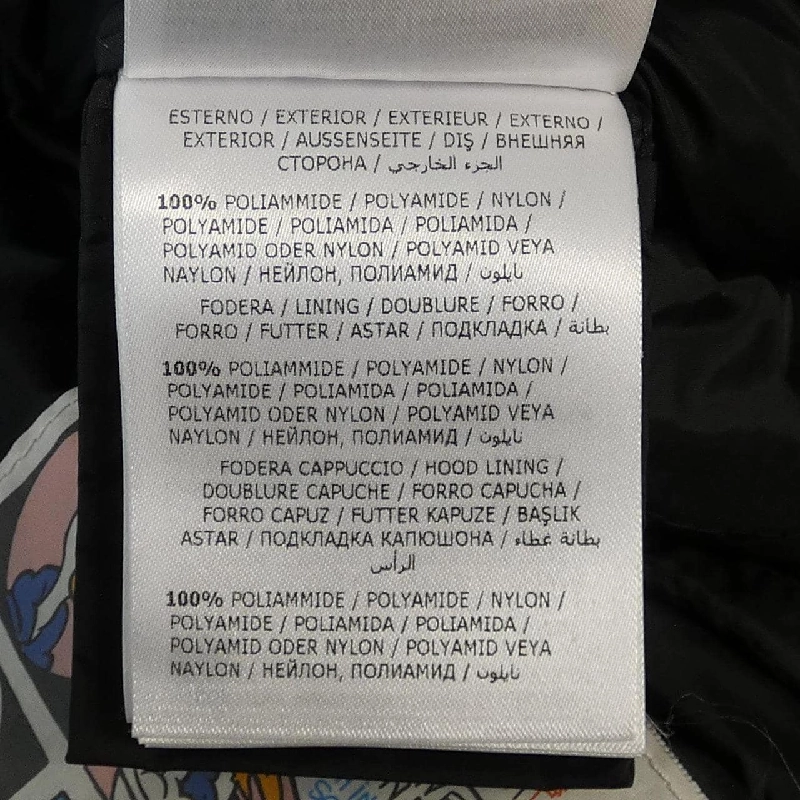 ESTERNO / EXTERIOR / EXTERIEUR / EXTERNO /
EXTERIOR / AUSSENSEITE / DIŞ / ВНЕШНЯЯ
СТОРОНА / الجزء الخارجي
100% POLIAMMIDE / POLYAMIDE / NYLON /
POLYAMIDE / POLIAMIDA / POLIAMIDA /
POLYAMID ODER NYLON / POLYAMID VEYA
NAYLON / НЕЙЛОН, ПОЛИАМИД / نايلون
FODERA / LINING / DOUBLURE / FORRO /
FORRO / FUTTER / ASTAR / ПОДКЛАДКА / بطانة
100% POLIAMMIDE / POLYAMIDE / NYLON /
POLYAMIDE / POLIAMIDA / POLIAMIDA /
POLYAMID ODER NYLON / POLYAMID VEYA
NAYLON / НЕЙЛОН, ПОЛИАМИД / نايلون
FODERA CAPPUCCIO / HOOD LINING /
DOUBLURE CAPUCHE / FORRO CAPUCHA /
FORRO CAPUZ / FUTTER KAPUZE / BAŞLIK
ASTAR / ПОДКЛАДКА КАПЮШОНА / بطانة غطاء
الرأس
100% POLIAMMIDE / POLYAMIDE / NYLON /
POLYAMIDE / POLIAMIDA / POLIAMIDA /
POLYAMID ODER NYLON / POLYAMID VEYA
NAYLON / НЕЙЛОН, ПОЛИАМИД / نايلون